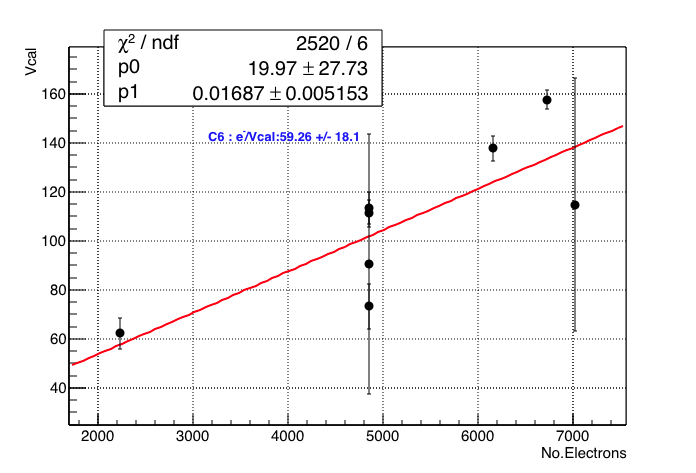 χ² / ndf 2520 / 6
p0 19.97 ± 27.73
p1 0.01687 ± 0.005153
Vcal
C6 : e⁻/Vcal:59.26 +/- 18.1
160
140
120
100
80
60
40
2000 3000 4000 5000 6000 7000
No.Electrons